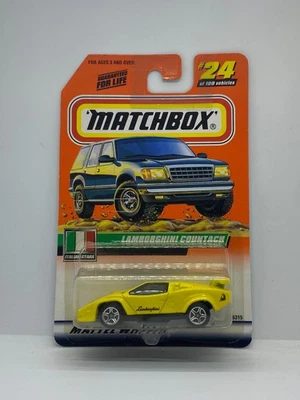 FOR AGES 3 AND OVER
GUARANTEED
FOR LIFE
#24
of 100 vehicles
MATCHBOX®
LAMBORGHINI COUNTACH
ITALIAN STARS
Lamborghini